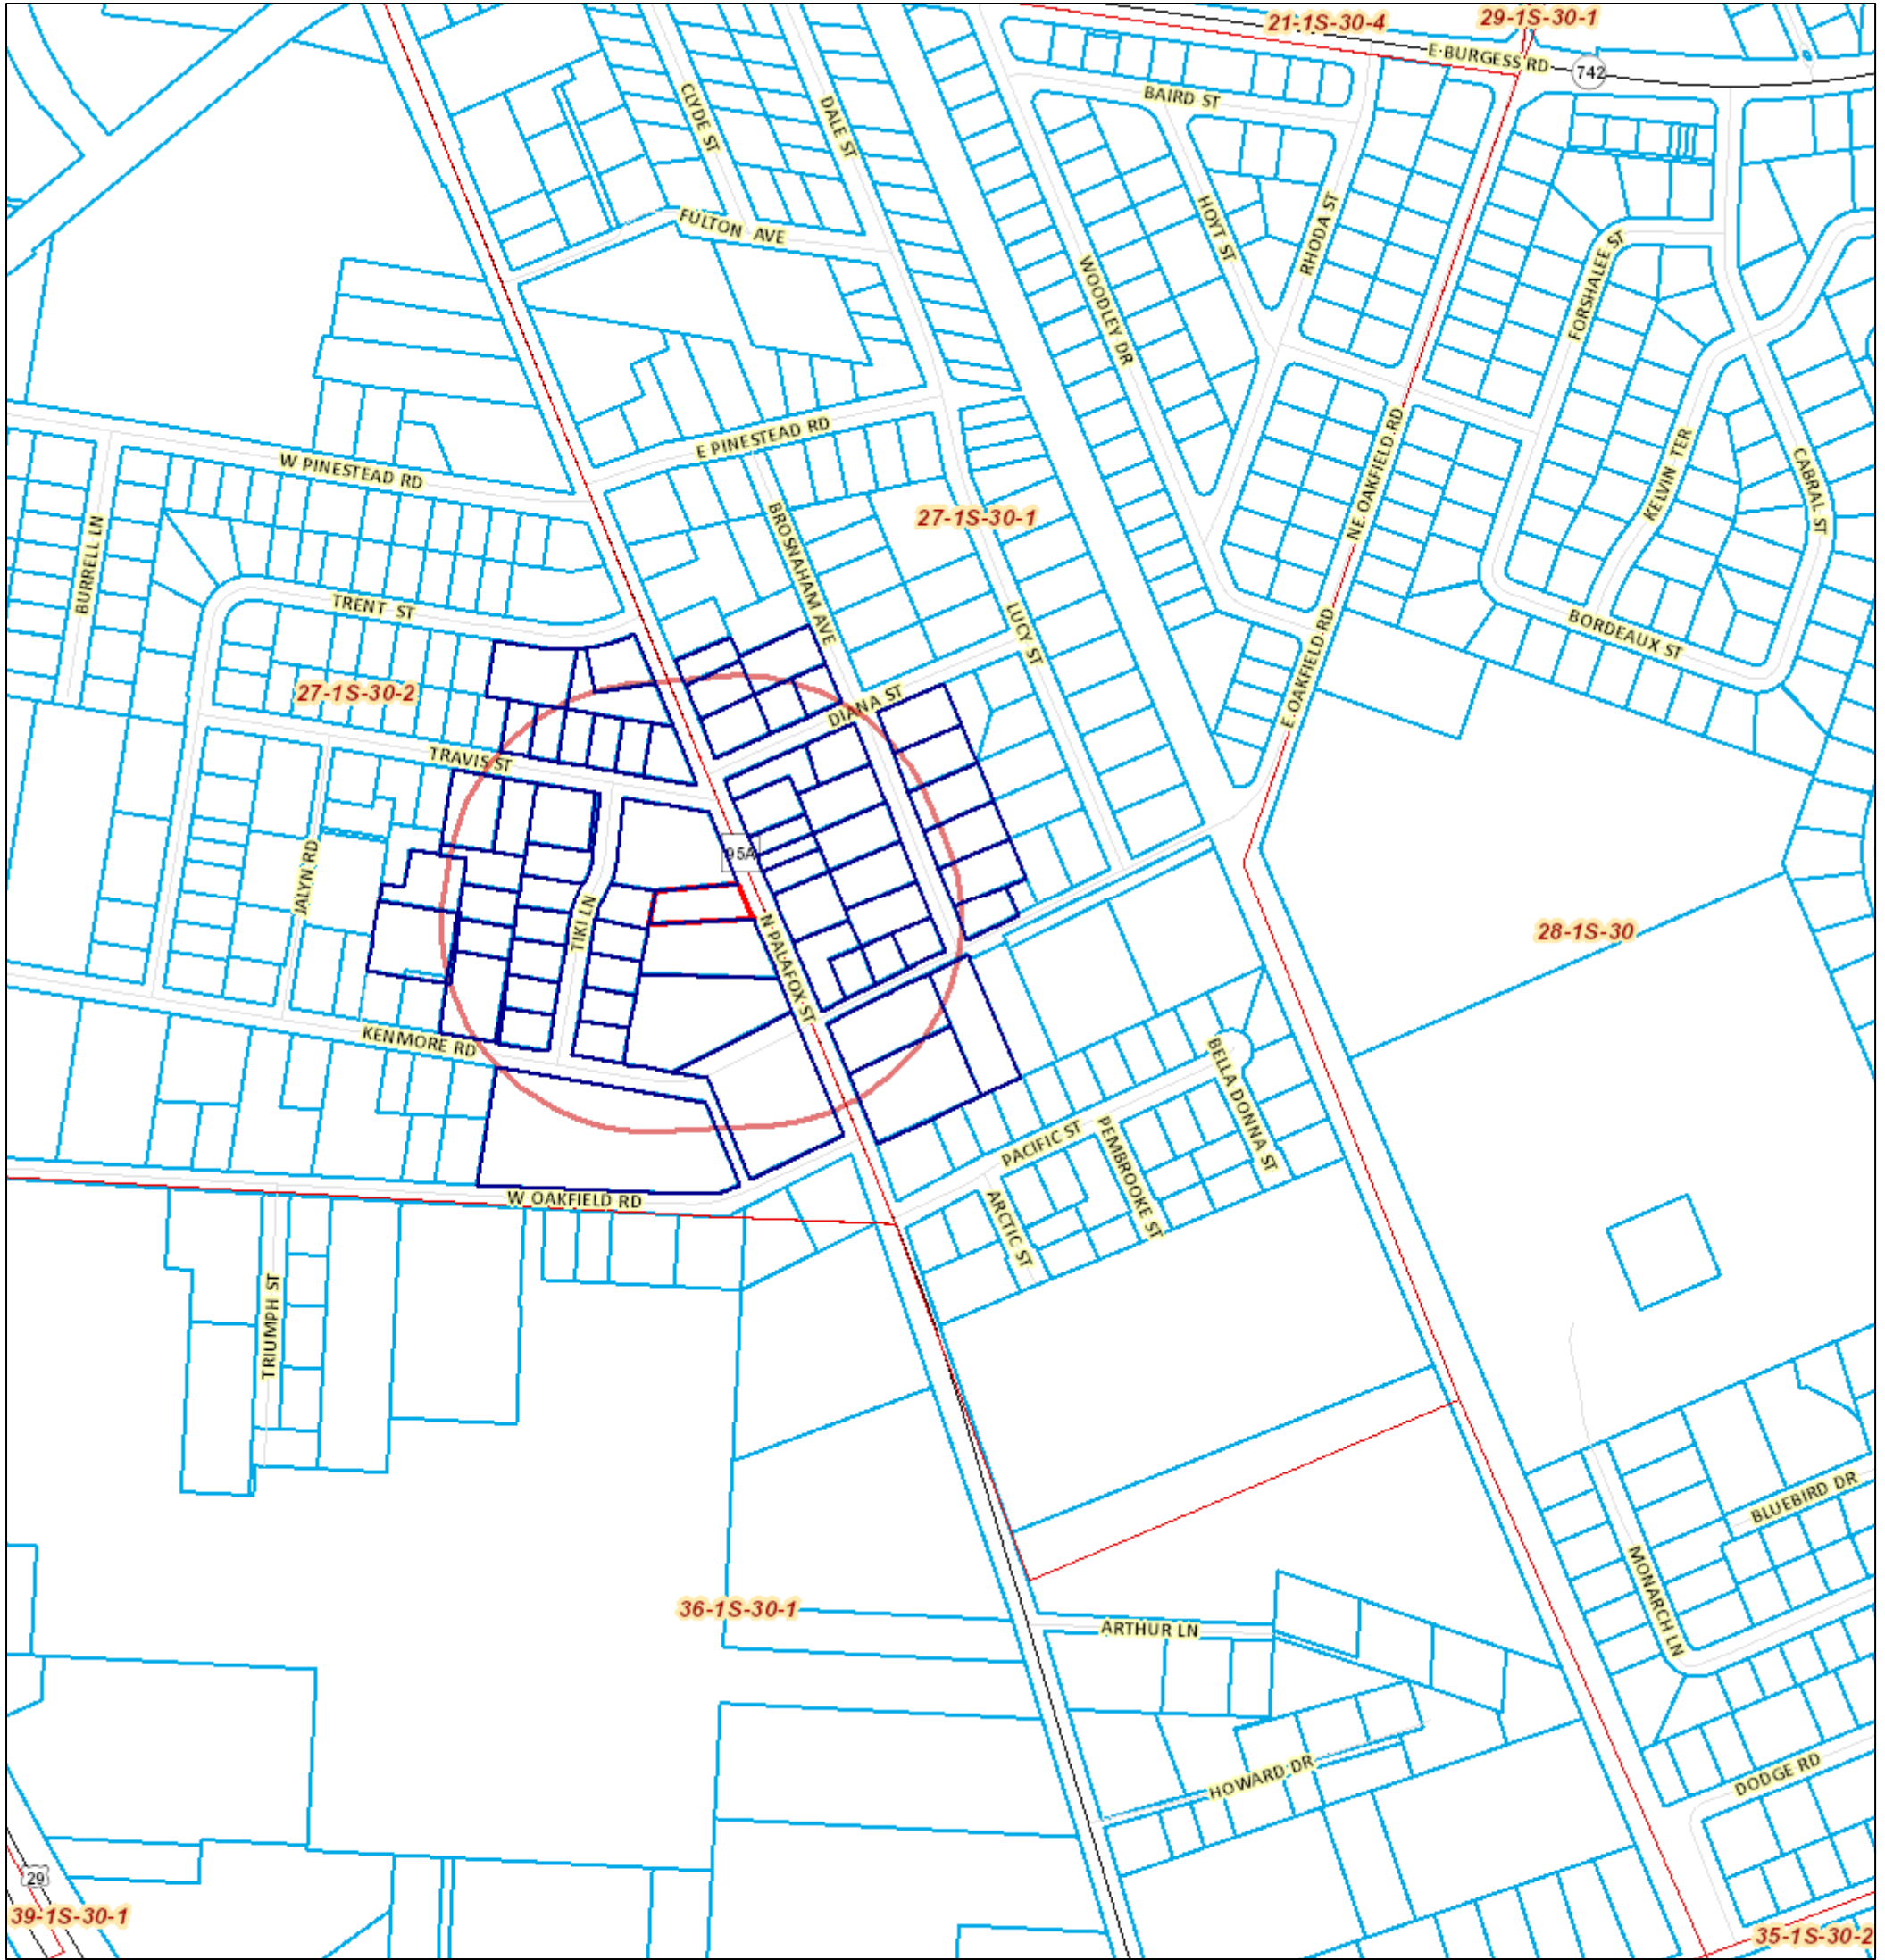 21-1S-30-4
29-1S-30-1
E BURGESS RD
742
BAIRD ST
CLYDE ST
DALE ST
FULTON AVE
HOYT ST
RHODA ST
WOODLEY DR
FORSHALEE ST
E PINESTEAD RD
W PINESTEAD RD
NE OAKFIELD RD
KELVIN TER
CABRAL ST
27-1S-30-1
BROSNAHAM AVE
BURRELL LN
TRENT ST
LUCY ST
BORDEAUX ST
E OAKFIELD RD
27-1S-30-2
DIANA ST
TRAVIS ST
95A
JALYN RD
TIKI LN
N PALAFOX ST
28-1S-30
KENMORE RD
BELLA DONNA ST
PACIFIC ST
PEMBROOKE ST
W OAKFIELD RD
ARCTIC ST
TRIUMPH ST
BLUEBIRD DR
MONARCH LN
36-1S-30-1
ARTHUR LN
HOWARD DR
DODGE RD
29
39-1S-30-1
35-1S-30-2